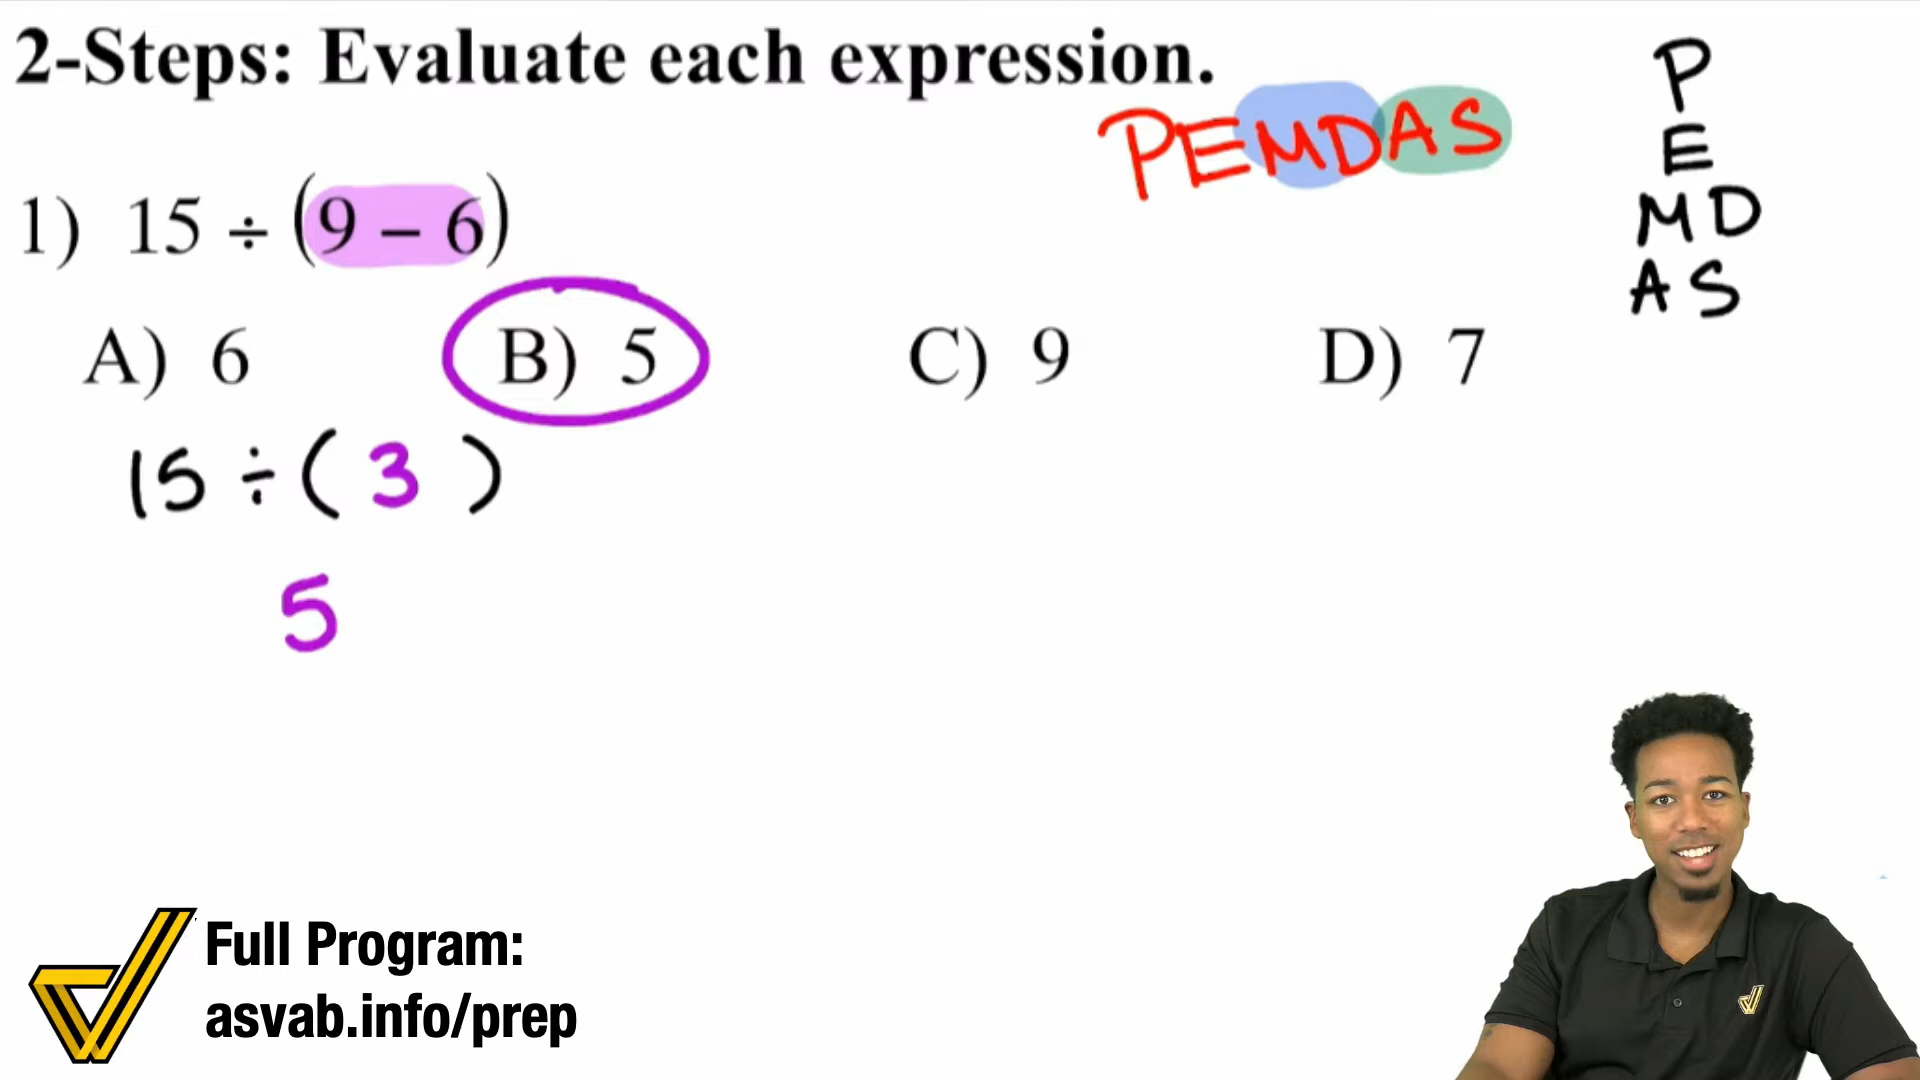 2-Steps: Evaluate each expression.
PEMDAS
P
E
MD
AS
1) 15 ÷ (9 – 6)
A) 6 B) 5 C) 9 D) 7
15 ÷ ( 3 )
5
Full Program:
asvab.info/prep